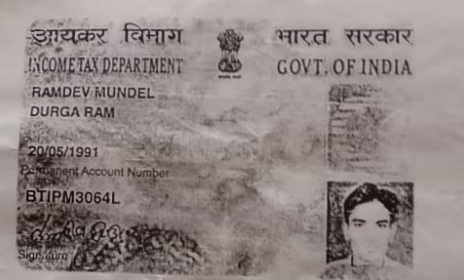 आयकर विभाग भारत सरकार
INCOME TAX DEPARTMENT GOVT. OF INDIA
RAMDEV MUNDEL
DURGA RAM
20/05/1991
Permanent Account Number
BTIPM3064L
Signature